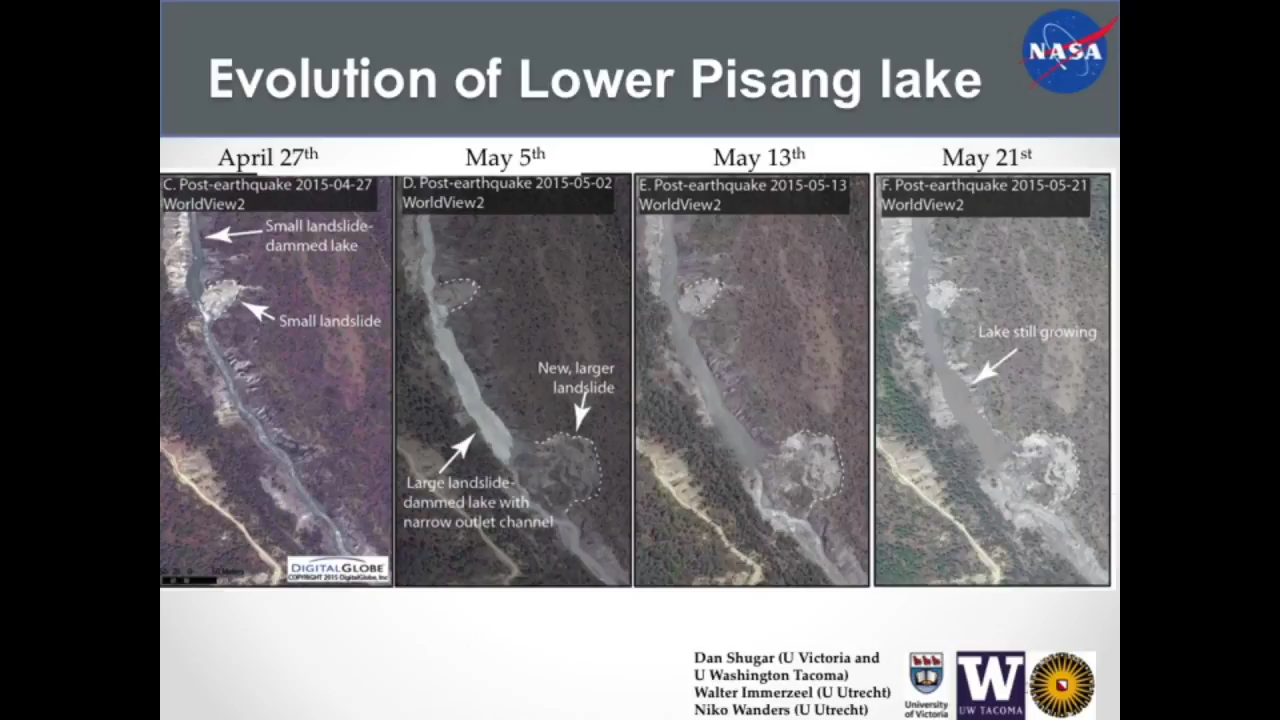 Evolution of Lower Pisang lake
NASA
April 27th
May 5th
May 13th
May 21st
C. Post-earthquake 2015-04-27
WorldView2
Small landslide-
dammed lake
Small landslide
DIGITALGLOBE
COPYRIGHT 2015 DigitalGlobe, Inc
D. Post-earthquake 2015-05-02
WorldView2
New, larger
landslide
Large landslide-
dammed lake with
narrow outlet channel
E. Post-earthquake 2015-05-13
WorldView2
F. Post-earthquake 2015-05-21
WorldView2
Lake still growing
Dan Shugar (U Victoria and
U Washington Tacoma)
Walter Immerzeel (U Utrecht)
Niko Wanders (U Utrecht)
University
of Victoria
W
UW TACOMA